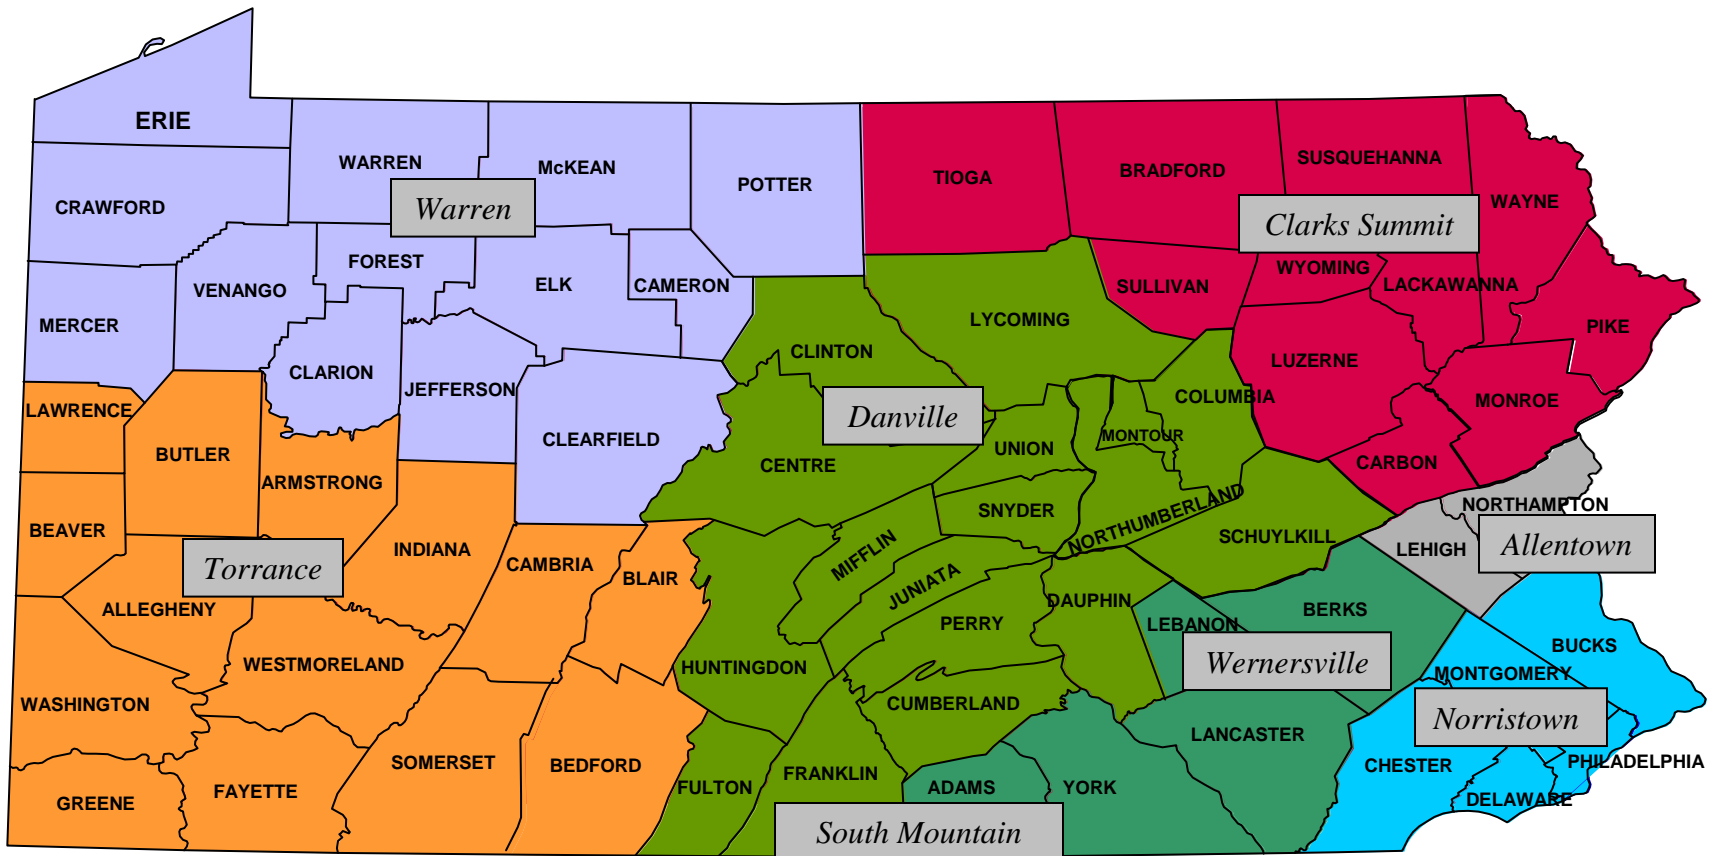 ERIE
WARREN
McKEAN
POTTER
TIOGA
BRADFORD
SUSQUEHANNA
WAYNE
CRAWFORD
Warren
Clarks Summit
FOREST
VENANGO
ELK
CAMERON
SULLIVAN
WYOMING
LACKAWANNA
MERCER
LYCOMING
PIKE
CLINTON
LUZERNE
CLARION
JEFFERSON
COLUMBIA
MONROE
LAWRENCE
Danville
MONTOUR
CLEARFIELD
UNION
BUTLER
CENTRE
CARBON
ARMSTRONG
NORTHAMPTON
SNYDER
BEAVER
NORTHUMBERLAND
SCHUYLKILL
LEHIGH
Allentown
INDIANA
MIFFLIN
CAMBRIA
Torrance
BLAIR
JUNIATA
DAUPHIN
ALLEGHENY
BERKS
PERRY
LEBANON
BUCKS
WESTMORELAND
HUNTINGDON
Wernersville
MONTGOMERY
WASHINGTON
CUMBERLAND
Norristown
LANCASTER
SOMERSET
BEDFORD
CHESTER
PHILADELPHIA
FRANKLIN
FULTON
ADAMS
YORK
FAYETTE
GREENE
DELAWARE
South Mountain